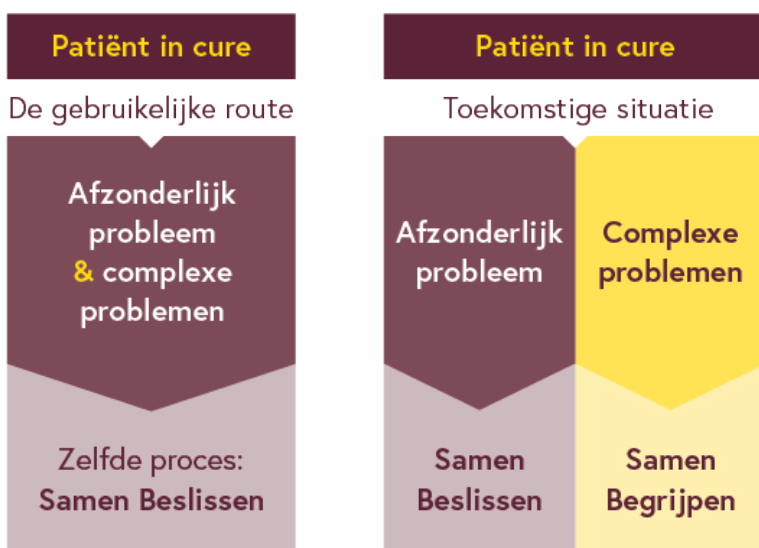 Patiënt in cure
De gebruikelijke route
Afzonderlijk
probleem
& complexe
problemen
Zelfde proces:
Samen Beslissen
Patiënt in cure
Toekomstige situatie
Afzonderlijk
probleem
Samen
Beslissen
Complexe
problemen
Samen
Begrijpen